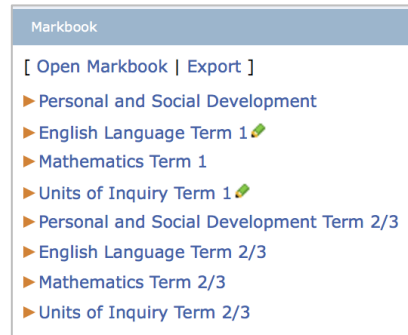 Markbook
[ Open Markbook | Export ]
Personal and Social Development
English Language Term 1
Mathematics Term 1
Units of Inquiry Term 1
Personal and Social Development Term 2/3
English Language Term 2/3
Mathematics Term 2/3
Units of Inquiry Term 2/3